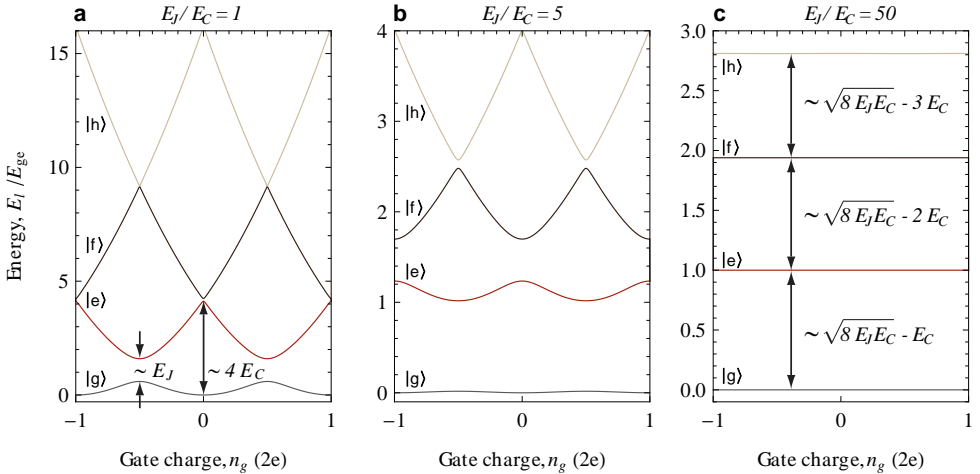 a
E_J / E_C = 1
b
E_J / E_C = 5
c
E_J / E_C = 50
Energy, E_l / E_ge
15
10
5
0
|h⟩
|f⟩
|e⟩
|g⟩
~ E_J
~ 4 E_C
−1
0
1
Gate charge, n_g (2e)
4
3
2
1
0
|h⟩
|f⟩
|e⟩
|g⟩
−1
0
1
Gate charge, n_g (2e)
3.0
2.5
2.0
1.5
1.0
0.5
0.0
|h⟩
~ √8 E_J E_C - 3 E_C
|f⟩
~ √8 E_J E_C - 2 E_C
|e⟩
~ √8 E_J E_C - E_C
|g⟩
−1
0
1
Gate charge, n_g (2e)